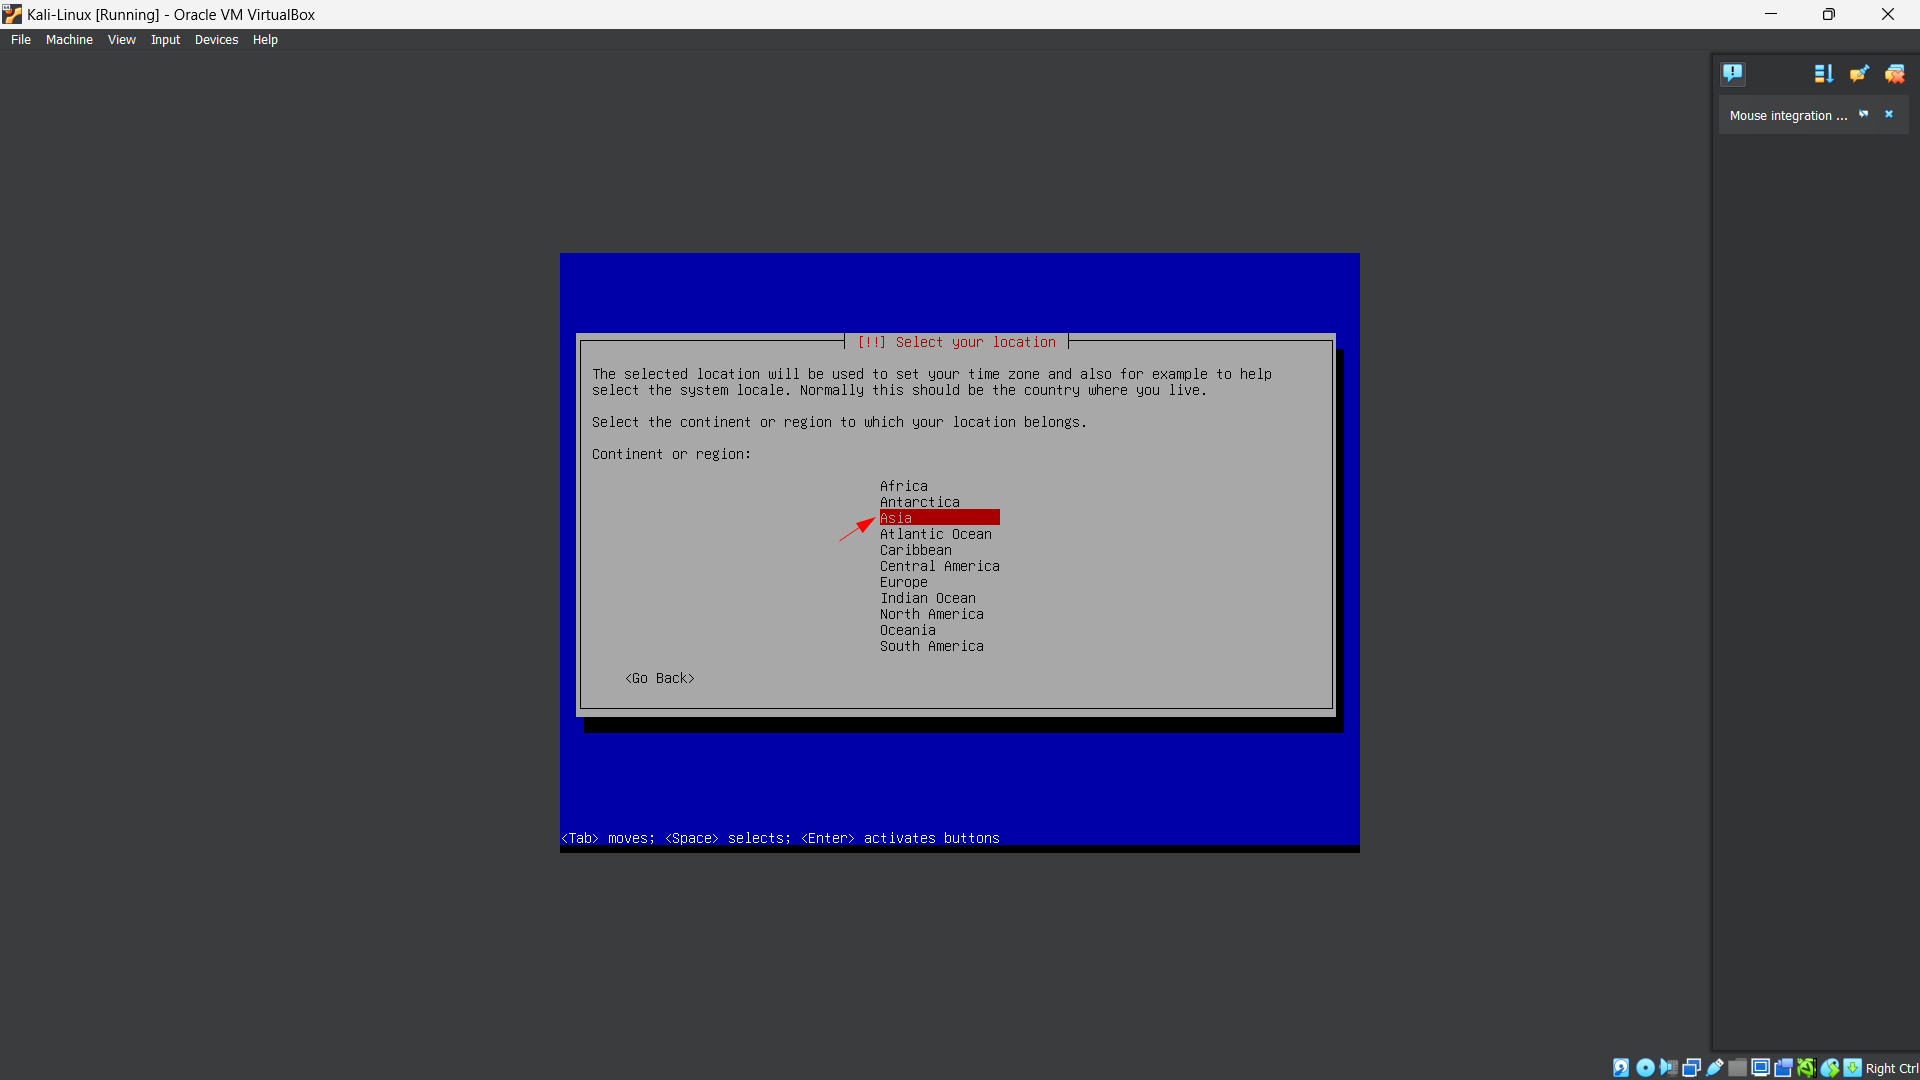 Kali-Linux [Running] - Oracle VM VirtualBox
File Machine View Input Devices Help
Mouse integration ...
[!!] Select your location
The selected location will be used to set your time zone and also for example to help
select the system locale. Normally this should be the country where you live.
Select the continent or region to which your location belongs.
Continent or region:
Africa
Antarctica
Asia
Atlantic Ocean
Caribbean
Central America
Europe
Indian Ocean
North America
Oceania
South America
<Go Back>
<Tab> moves; <Space> selects; <Enter> activates buttons
Right Ctrl